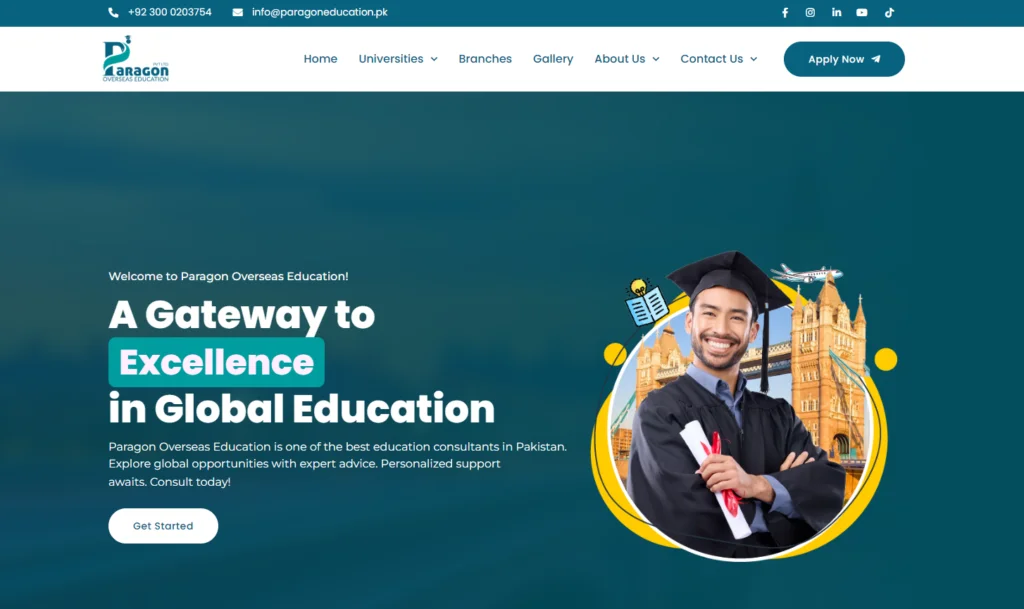 +92 300 0203754 info@paragoneducation.pk
PARAGON PVT LTD
OVERSEAS EDUCATION
Home Universities Branches Gallery About Us Contact Us Apply Now
Welcome to Paragon Overseas Education!
A Gateway to
Excellence
in Global Education
Paragon Overseas Education is one of the best education consultants in Pakistan.
Explore global opportunities with expert advice. Personalized support
awaits. Consult today!
Get Started